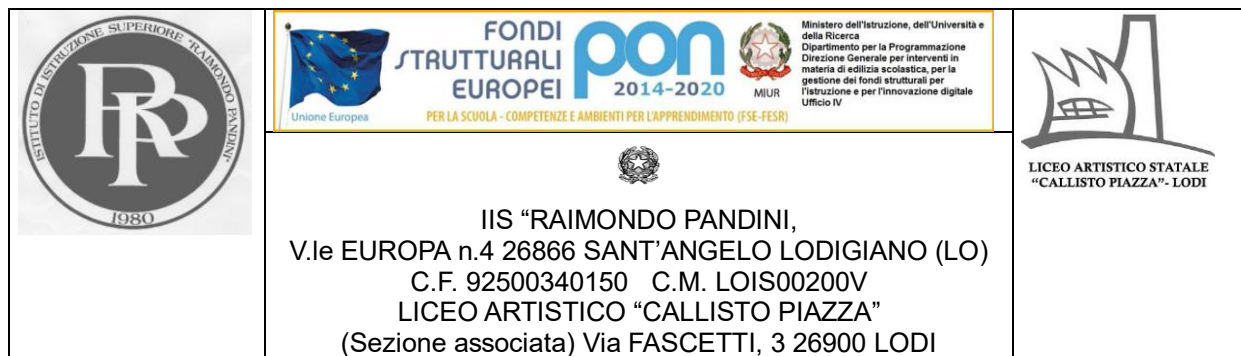 ISTITUTO DI ISTRUZIONE SUPERIORE "RAIMONDO PANDINI"
RP
1980
Unione Europea
FONDI
STRUTTURALI
EUROPEI
pon
2014-2020
MIUR
Ministero dell'Istruzione, dell'Università e
della Ricerca
Dipartimento per la Programmazione
Direzione Generale per interventi in
materia di edilizia scolastica, per la
gestione dei fondi strutturali per
l'istruzione e per l'innovazione digitale
Ufficio IV
PER LA SCUOLA - COMPETENZE E AMBIENTI PER L'APPRENDIMENTO (FSE-FESR)
LICEO ARTISTICO STATALE
“CALLISTO PIAZZA”- LODI
IIS “RAIMONDO PANDINI,
V.le EUROPA n.4 26866 SANT’ANGELO LODIGIANO (LO)
C.F. 92500340150 C.M. LOIS00200V
LICEO ARTISTICO “CALLISTO PIAZZA”
(Sezione associata) Via FASCETTI, 3 26900 LODI